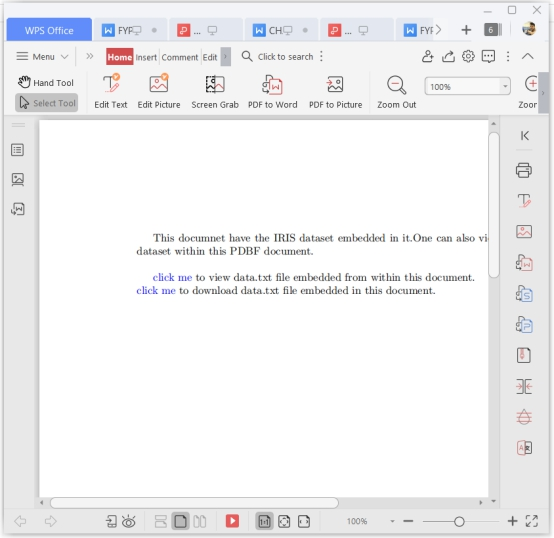 WPS Office FYP ... CH ... FYF 6
Menu Home Insert Comment Edit Click to search
Hand Tool
Select Tool Edit Text Edit Picture Screen Grab PDF to Word PDF to Picture Zoom Out 100% Zoor
This documnet have the IRIS dataset embedded in it.One can also vi
dataset within this PDBF document.
click me to view data.txt file embedded from within this document.
click me to download data.txt file embedded in this document.
100%